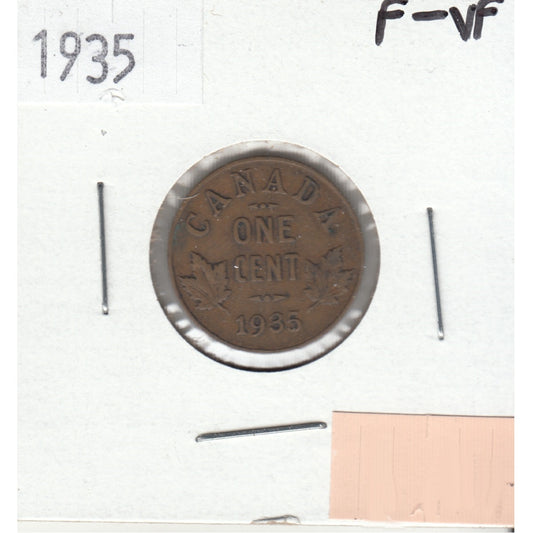 1935
F-VF
CANADA
ONE
CENT
1935